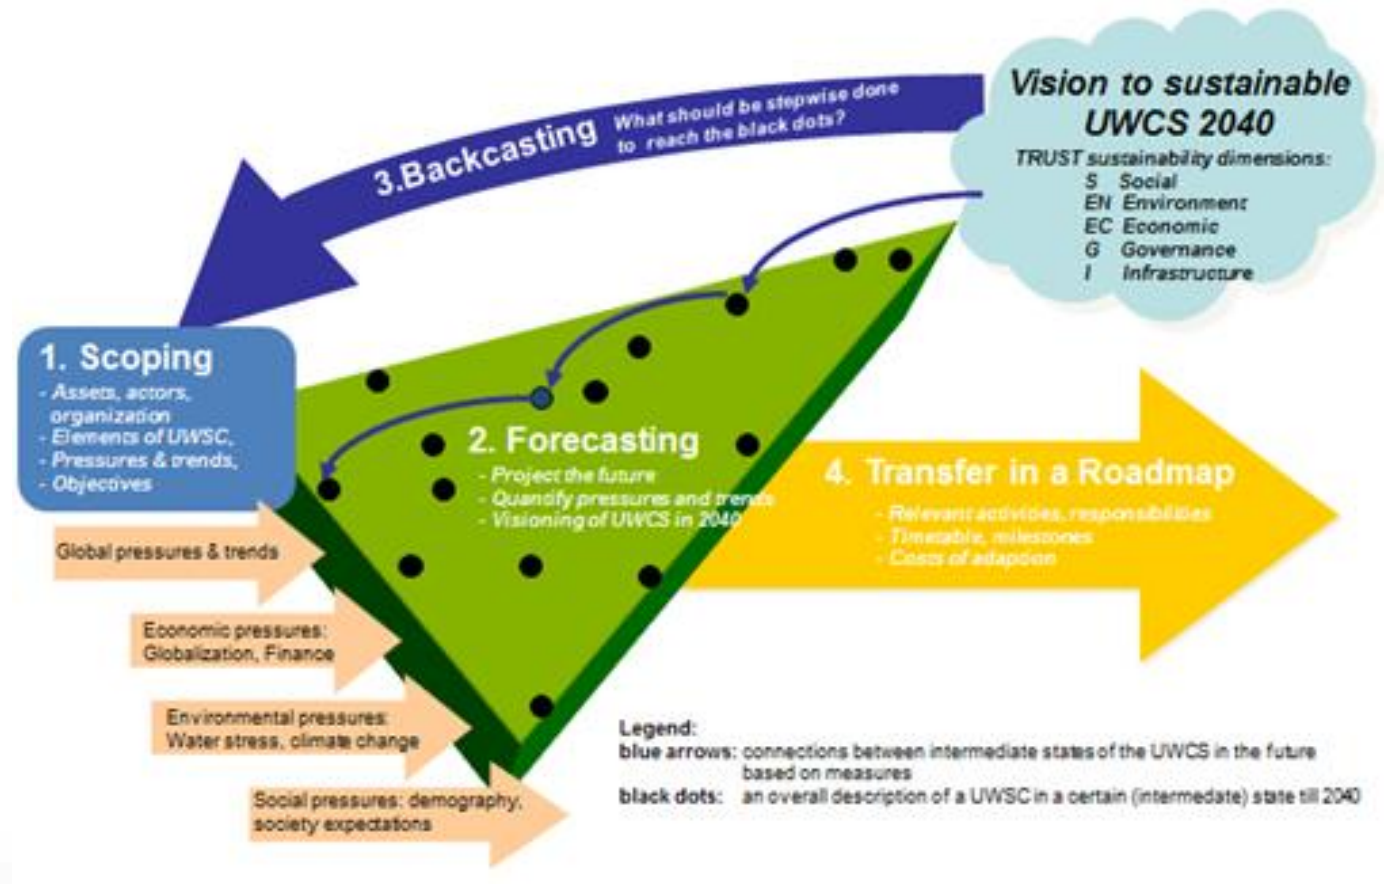 Vision to sustainable
UWCS 2040
TRUST sustainability dimensions:
S Social
EN Environment
EC Economic
G Governance
I Infrastructure
3.Backcasting
What should be stepwise done
to reach the black dots?
1. Scoping
- Assets, actors,
organization
- Elements of UWSC,
- Pressures & trends,
- Objectives
2. Forecasting
- Project the future
- Quantify pressures and trends
- Visioning of UWCS in 2040
4. Transfer in a Roadmap
- Relevant activities, responsibilities
- Timetable, milestones
- Costs of adaption
Global pressures & trends
Economic pressures:
Globalization, Finance
Environmental pressures:
Water stress, climate change
Social pressures: demography,
society expectations
Legend:
blue arrows: connections between intermediate states of the UWCS in the future
based on measures
black dots: an overall description of a UWSC in a certain (intermedate) state till 2040